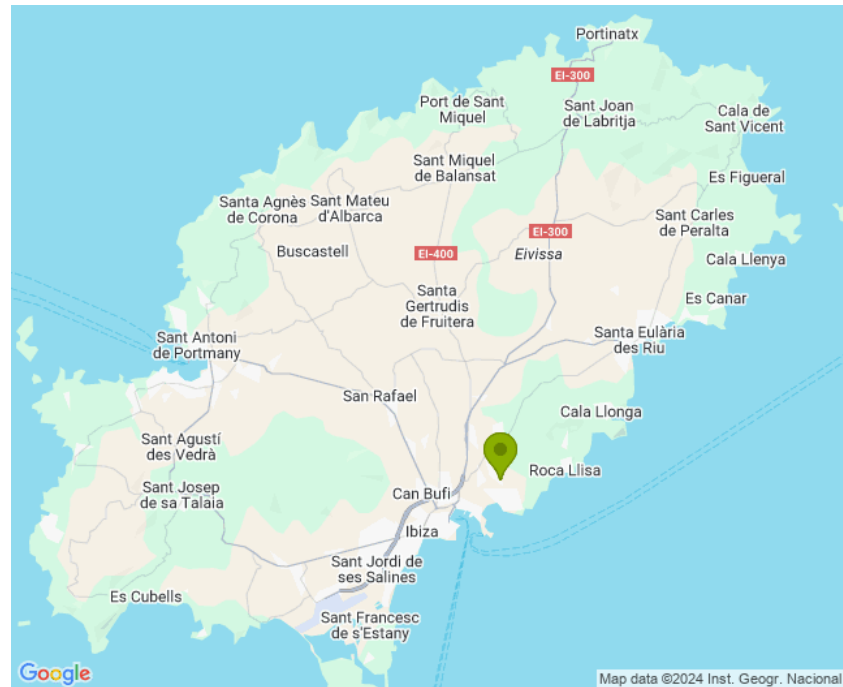 Portinatx
EI-300
Port de Sant
Miquel
Sant Joan
de Labritja
Cala de
Sant Vicent
Sant Miquel
de Balansat
Es Figueral
Santa Agnès
de Corona
Sant Mateu
d'Albarca
Sant Carles
de Peralta
EI-300
Buscastell
EI-400
Eivissa
Cala Llenya
Santa
Gertrudis
de Fruitera
Es Canar
Sant Antoni
de Portmany
Santa Eulària
des Riu
San Rafael
Cala Llonga
Sant Agustí
des Vedrà
Roca Llisa
Sant Josep
de sa Talaia
Can Bufi
Ibiza
Sant Jordi de
ses Salines
Es Cubells
Sant Francesc
de s'Estany
Google
Map data ©2024 Inst. Geogr. Nacional